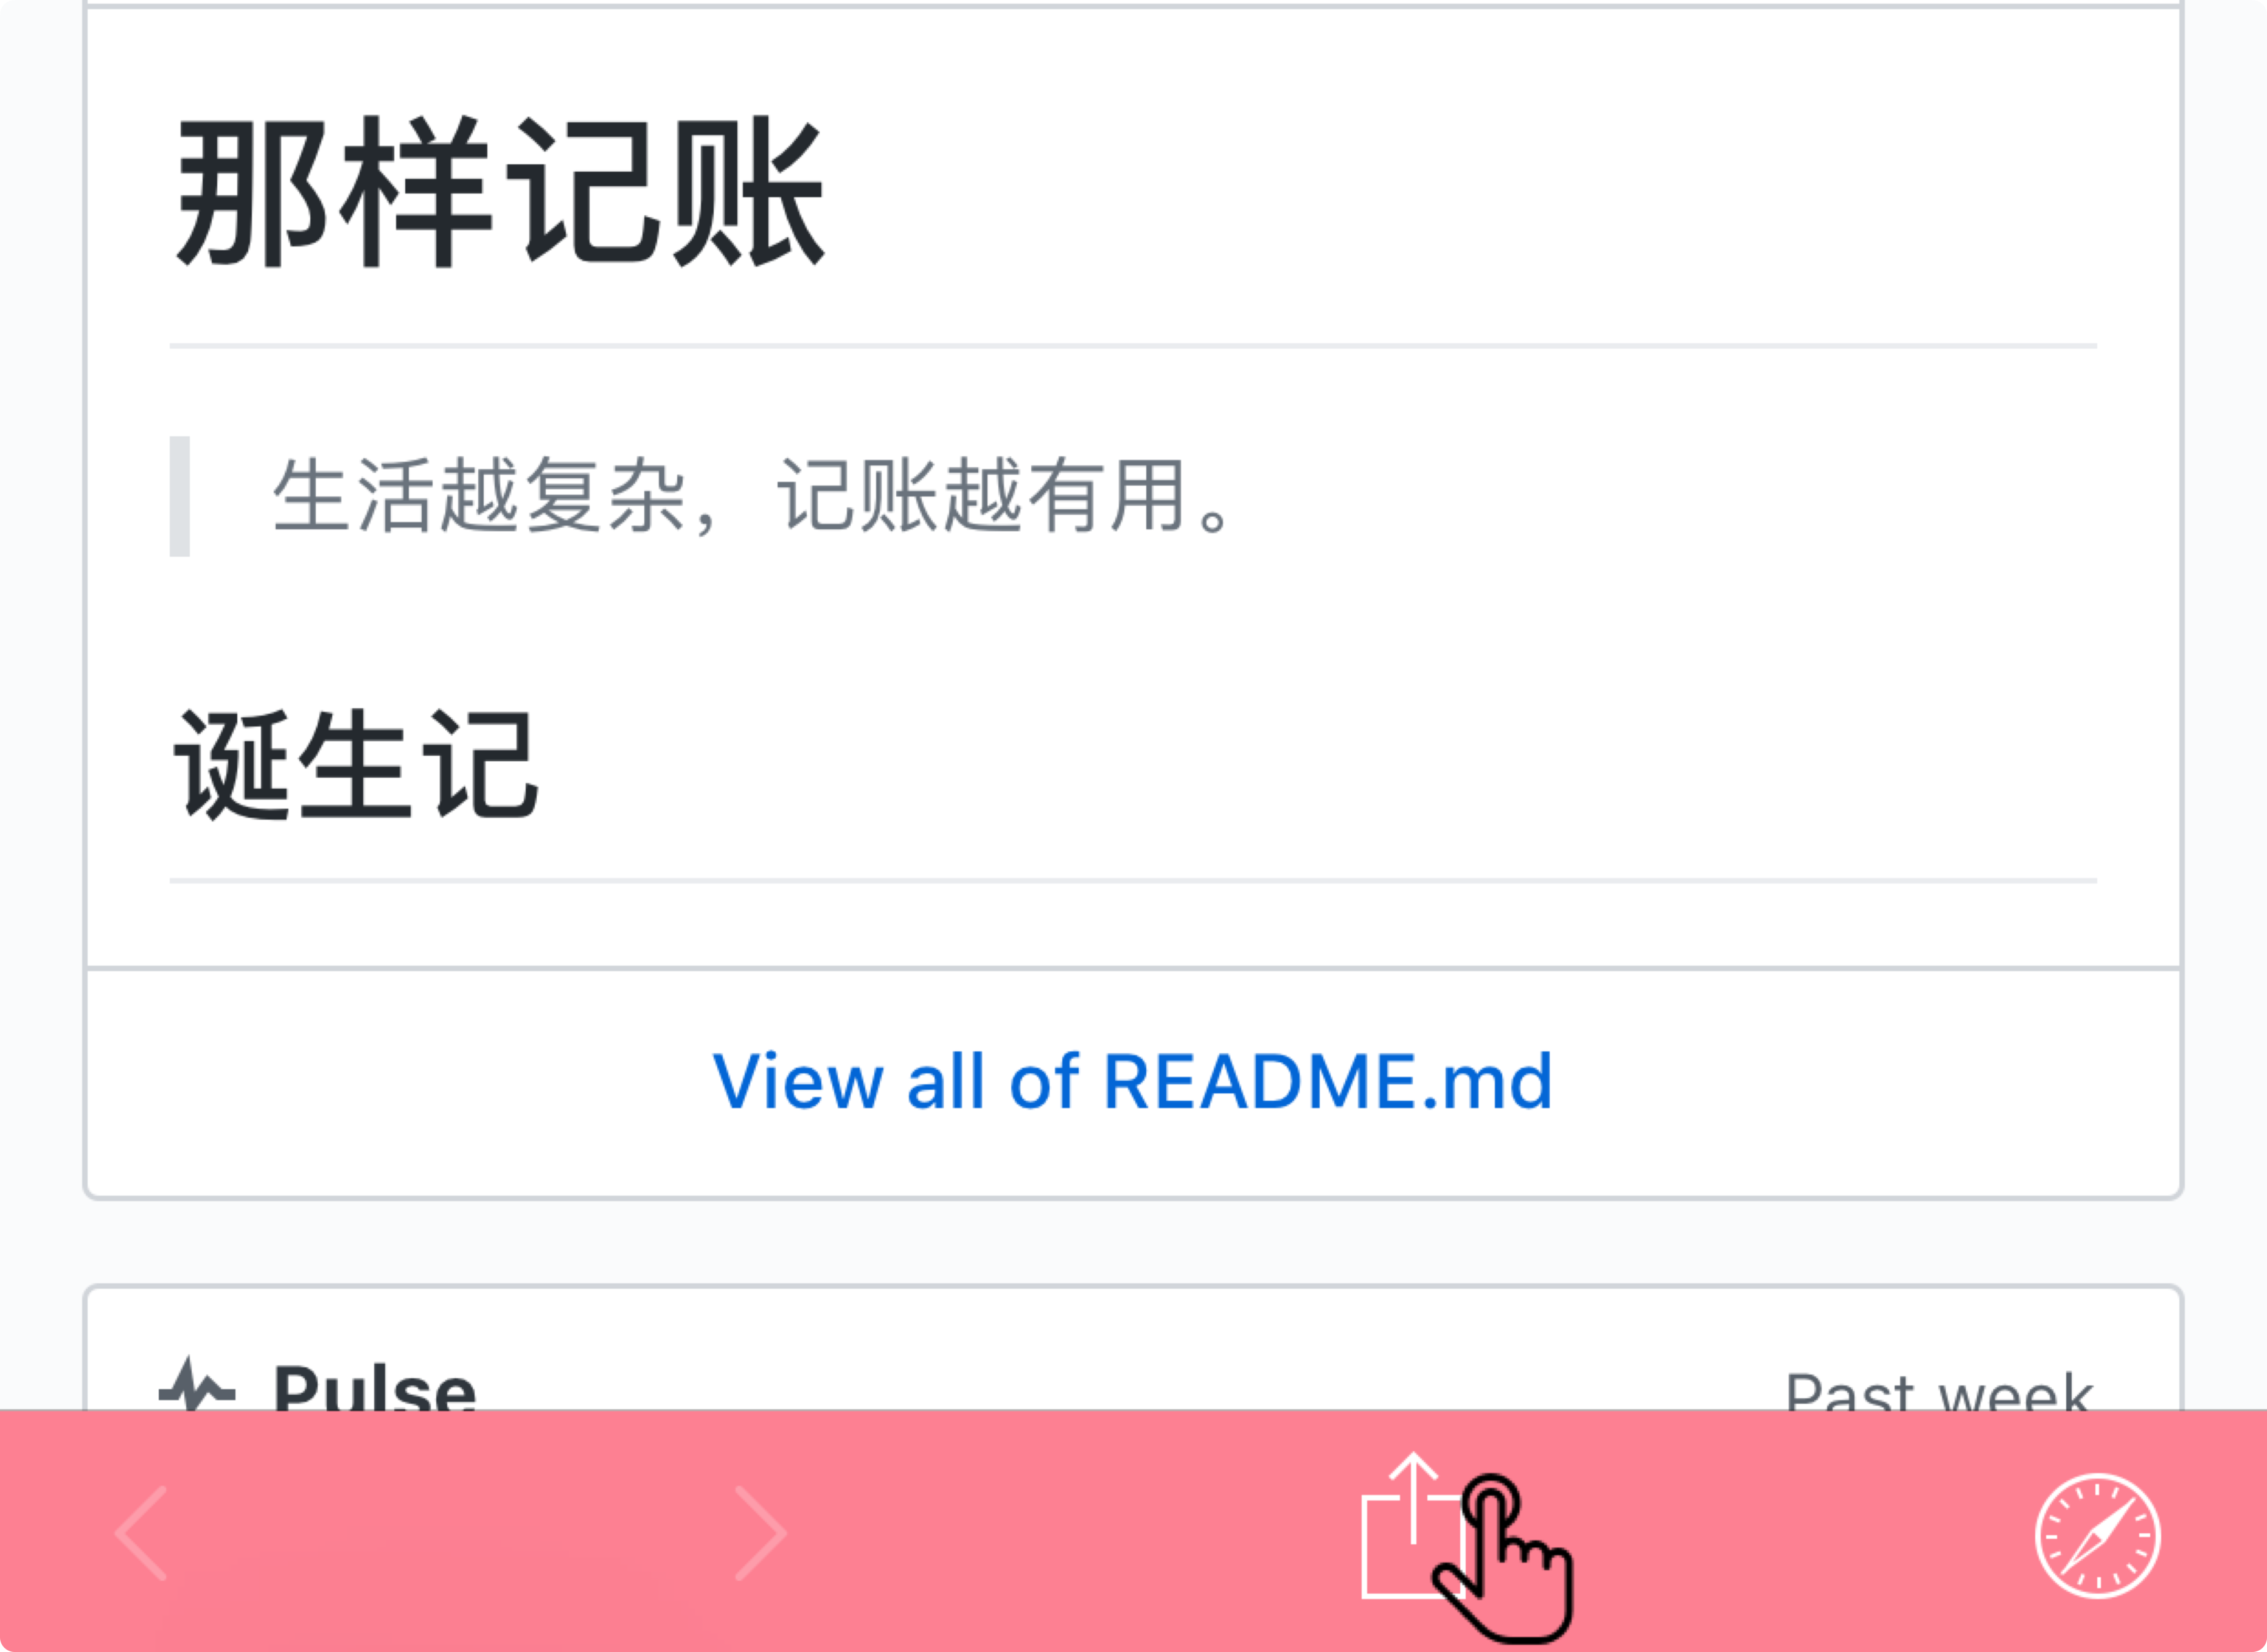 那样记账
生活越复杂，记账越有用。
诞生记
View all of README.md
Pulse
Past week